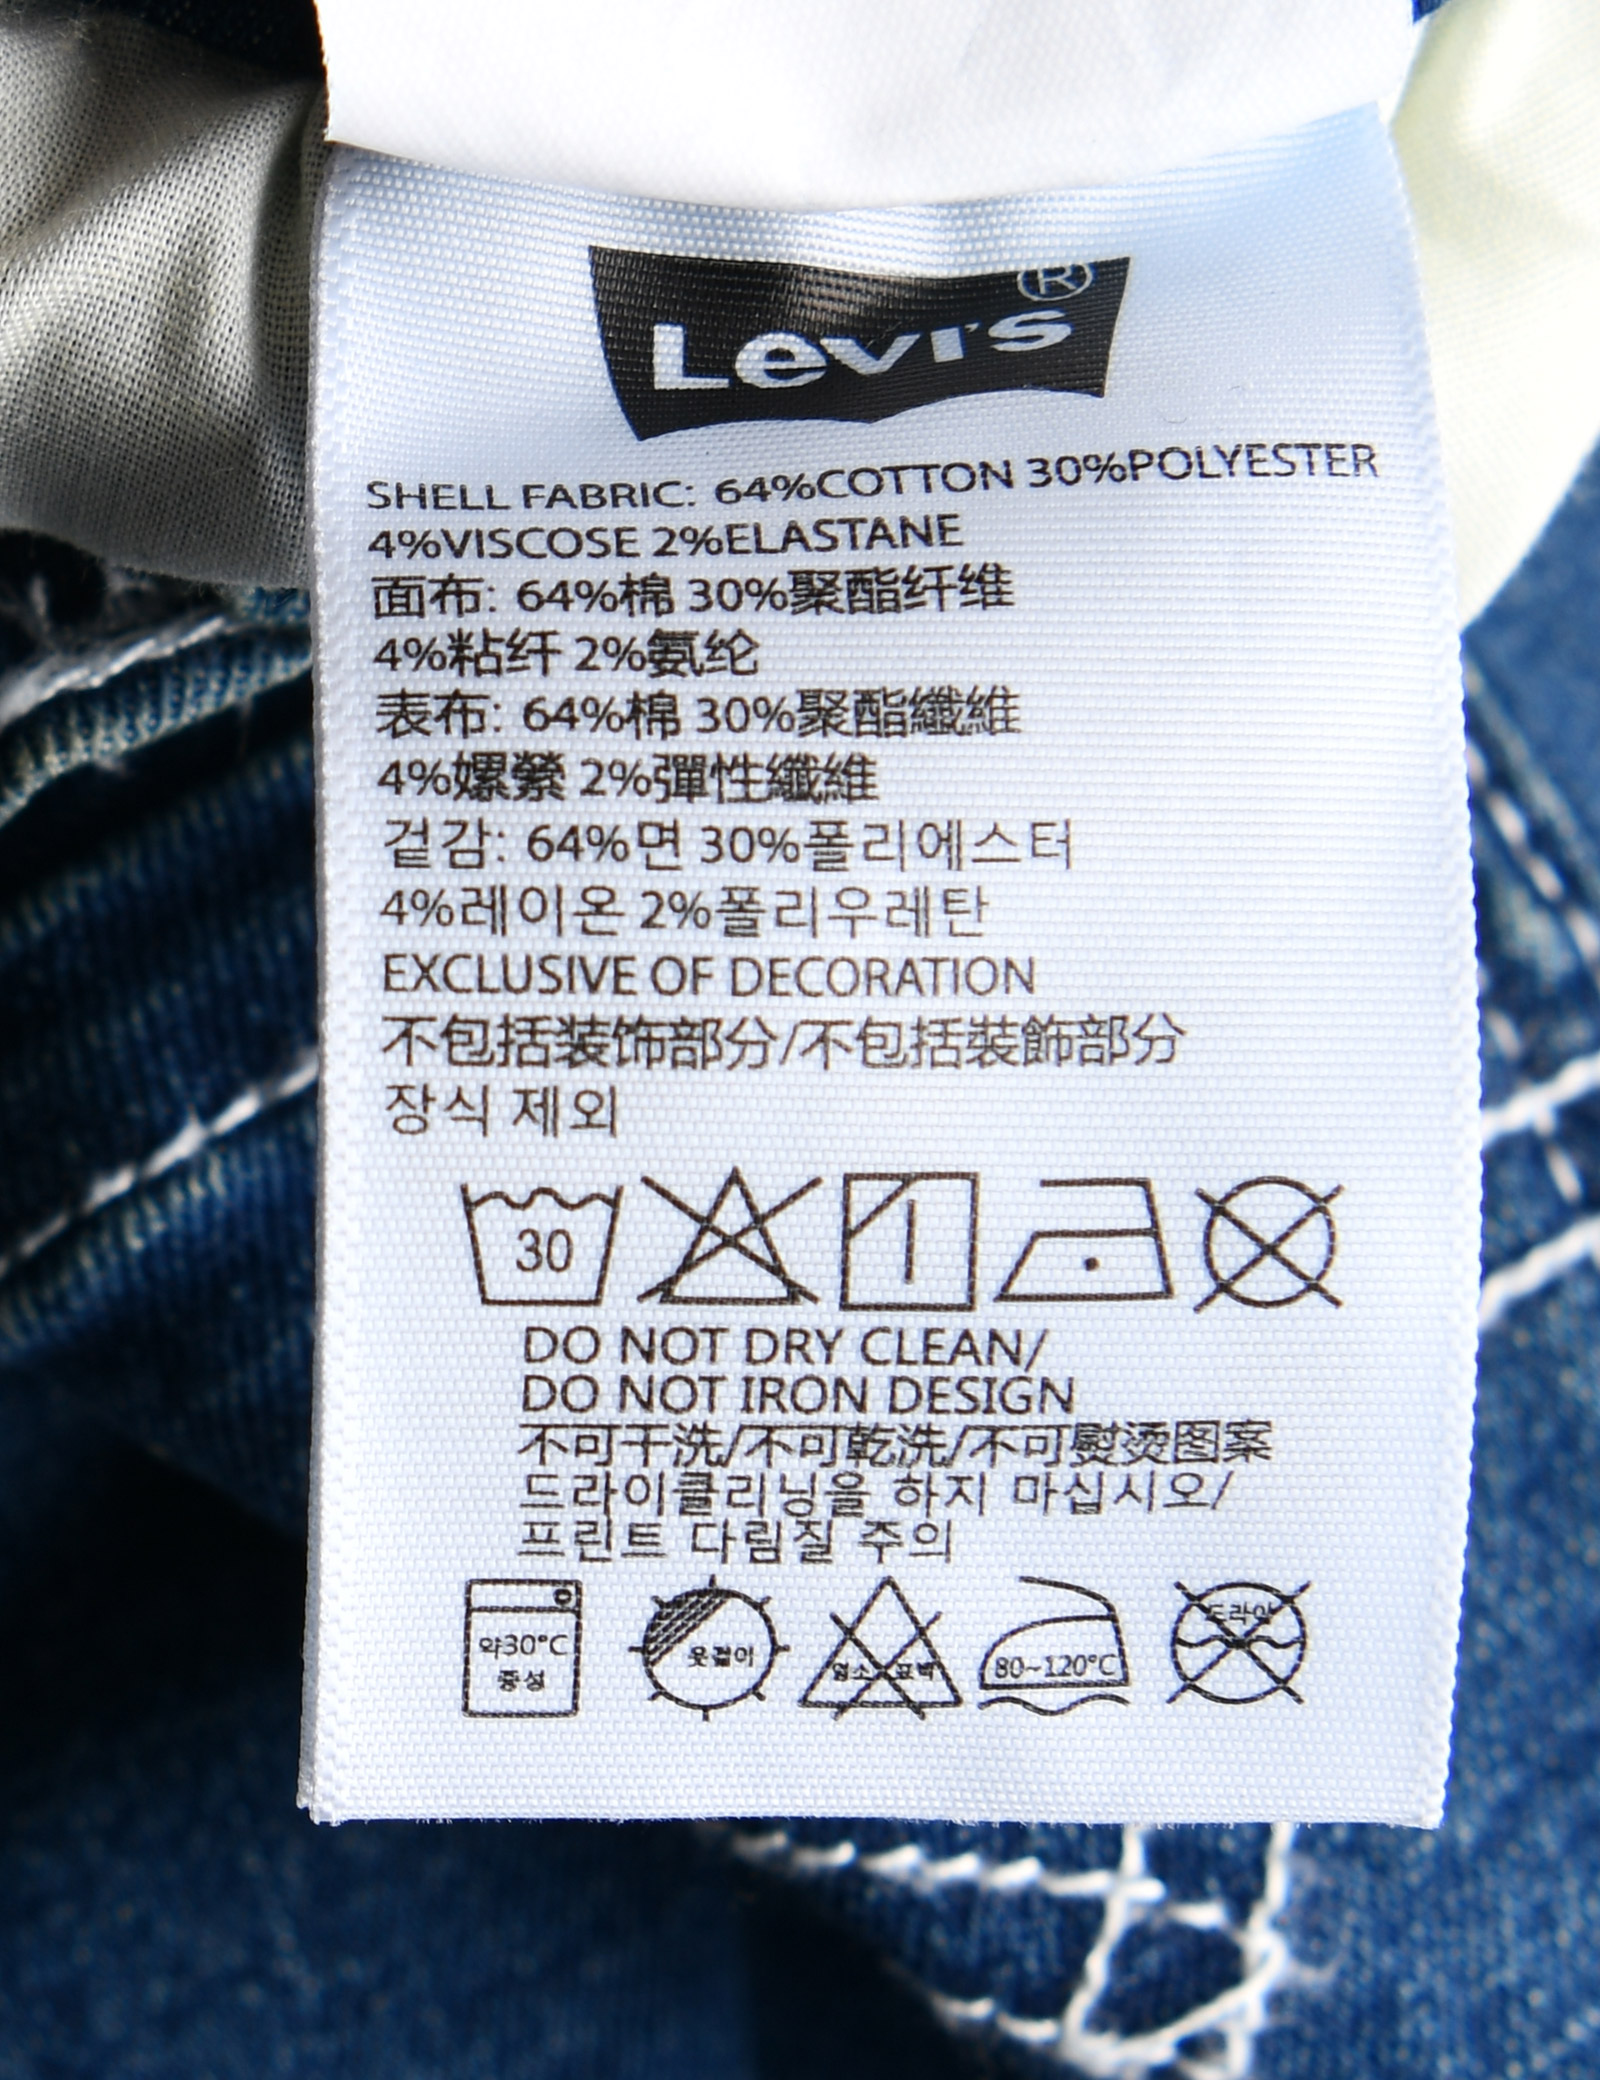 Levi's®
SHELL FABRIC: 64%COTTON 30%POLYESTER
4%VISCOSE 2%ELASTANE
面布: 64%棉 30%聚酯纤维
4%粘纤 2%氨纶
表布: 64%棉 30%聚酯纖維
4%嫘縈 2%彈性纖維
겉감: 64%면 30%폴리에스터
4%레이온 2%폴리우레탄
EXCLUSIVE OF DECORATION
不包括装饰部分/不包括裝飾部分
장식 제외
30
DO NOT DRY CLEAN/
DO NOT IRON DESIGN
不可干洗/不可乾洗/不可熨烫图案
드라이클리닝을 하지 마십시오/
프린트 다림질 주의
약30°C
중성
옷걸이
염소 표백
80~120°C
드라이